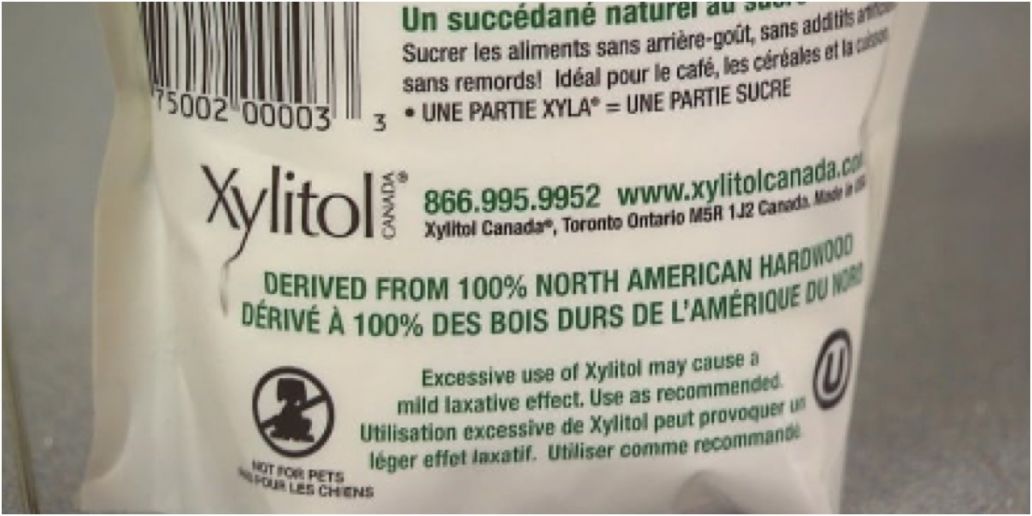 Un succédané naturel au
Sucrer les aliments sans arrière-goût, sans additifs
sans remords! Idéal pour le café, les céréales et la
• UNE PARTIE XYLA® = UNE PARTIE SUCRE
75002 00003 3
Xylitol CANADA®
866.995.9952 www.xylitolcanada.co
Xylitol Canada®, Toronto Ontario M5R 1J2 Canada. Made in
DERIVED FROM 100% NORTH AMERICAN HARDWOOD
DÉRIVÉ À 100% DES BOIS DURS DE L'AMÉRIQUE DU NORD
Excessive use of Xylitol may cause a
mild laxative effect. Use as recommended.
Utilisation excessive de Xylitol peut provoquer un
léger effet laxatif. Utiliser comme recommandé
U
NOT FOR PETS
POUR LES CHIENS